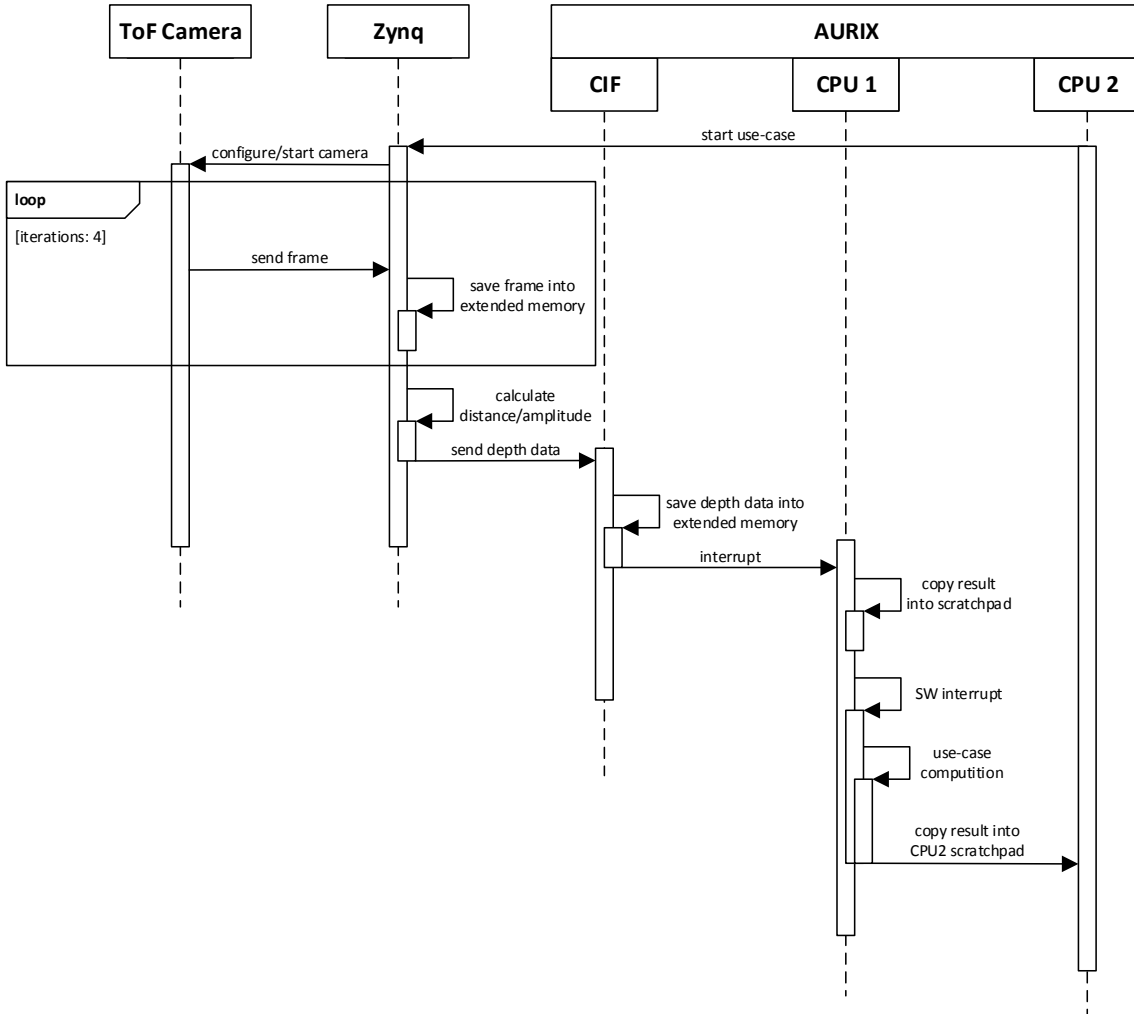 ToF Camera
Zynq
AURIX
CIF
CPU 1
CPU 2
start use-case
configure/start camera
loop
[iterations: 4]
send frame
save frame into
extended memory
calculate
distance/amplitude
send depth data
save depth data into
extended memory
interrupt
copy result
into scratchpad
SW interrupt
use-case
computition
copy result into
CPU2 scratchpad